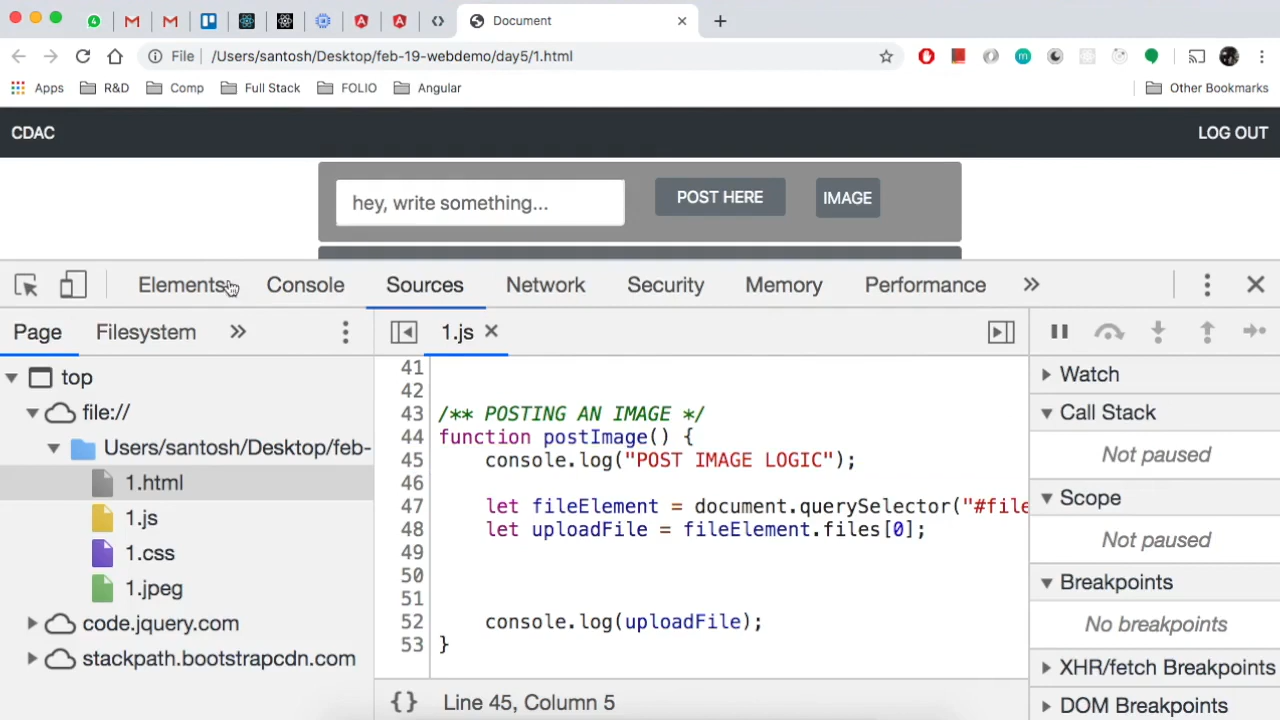 Document
File /Users/santosh/Desktop/feb-19-webdemo/day5/1.html
Apps R&D Comp Full Stack FOLIO Angular Other Bookmarks
CDAC LOG OUT
hey, write something... POST HERE IMAGE
Elements Console Sources Network Security Memory Performance
Page Filesystem 1.js
top
file://
Users/santosh/Desktop/feb-
1.html
1.js
1.css
1.jpeg
code.jquery.com
stackpath.bootstrapcdn.com
41
42
43 /** POSTING AN IMAGE */
44 function postImage() {
45 console.log("POST IMAGE LOGIC");
46
47 let fileElement = document.querySelector("#file
48 let uploadFile = fileElement.files[0];
49
50
51
52 console.log(uploadFile);
53 }
{} Line 45, Column 5
Watch
Call Stack
Not paused
Scope
Not paused
Breakpoints
No breakpoints
XHR/fetch Breakpoints
DOM Breakpoints